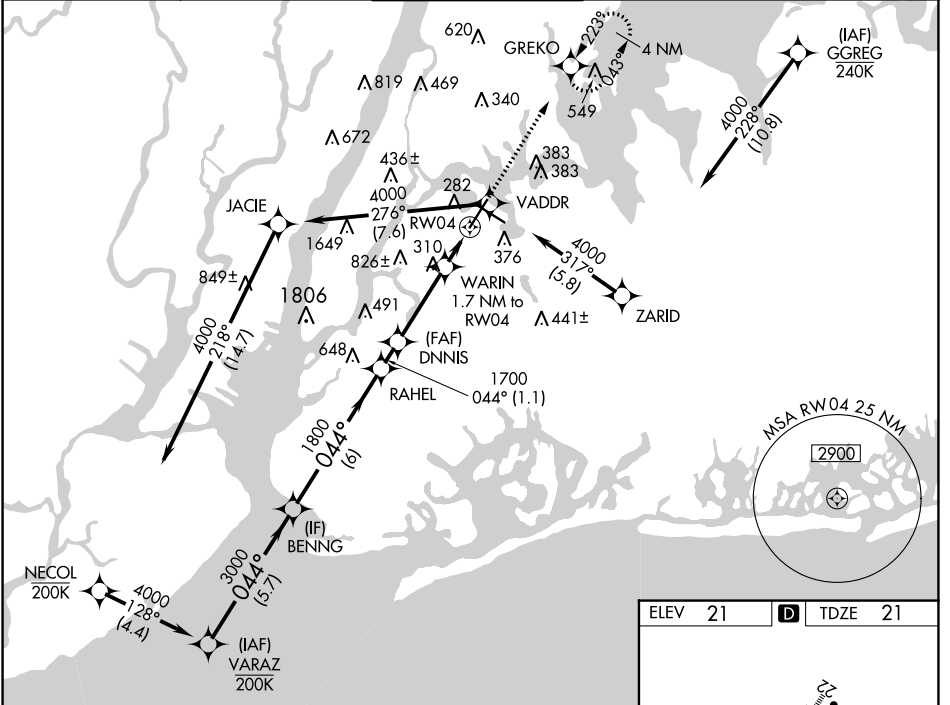 620
GREKO
223°
043°
4 NM
549
(IAF)
GGREG
240K
4000
228°
(10.8)
819
469
340
672
436±
383
383
JACIE
4000
276°
(7.6)
282
VADDR
RW04
1649
826±
310
376
4000
317°
(5.8)
ZARID
849±
1806
491
WARIN
1.7 NM to
RW04
441±
4000
218°
(14.7)
648
(FAF)
DNNIS
RAHEL
1700
044° (1.1)
1800
044°
(6)
MSA RW04 25 NM
2900
(IF)
BENNG
3000
044°
(5.7)
NECOL
200K
4000
128°
(4.4)
(IAF)
VARAZ
200K
ELEV 21 D TDZE 21
22